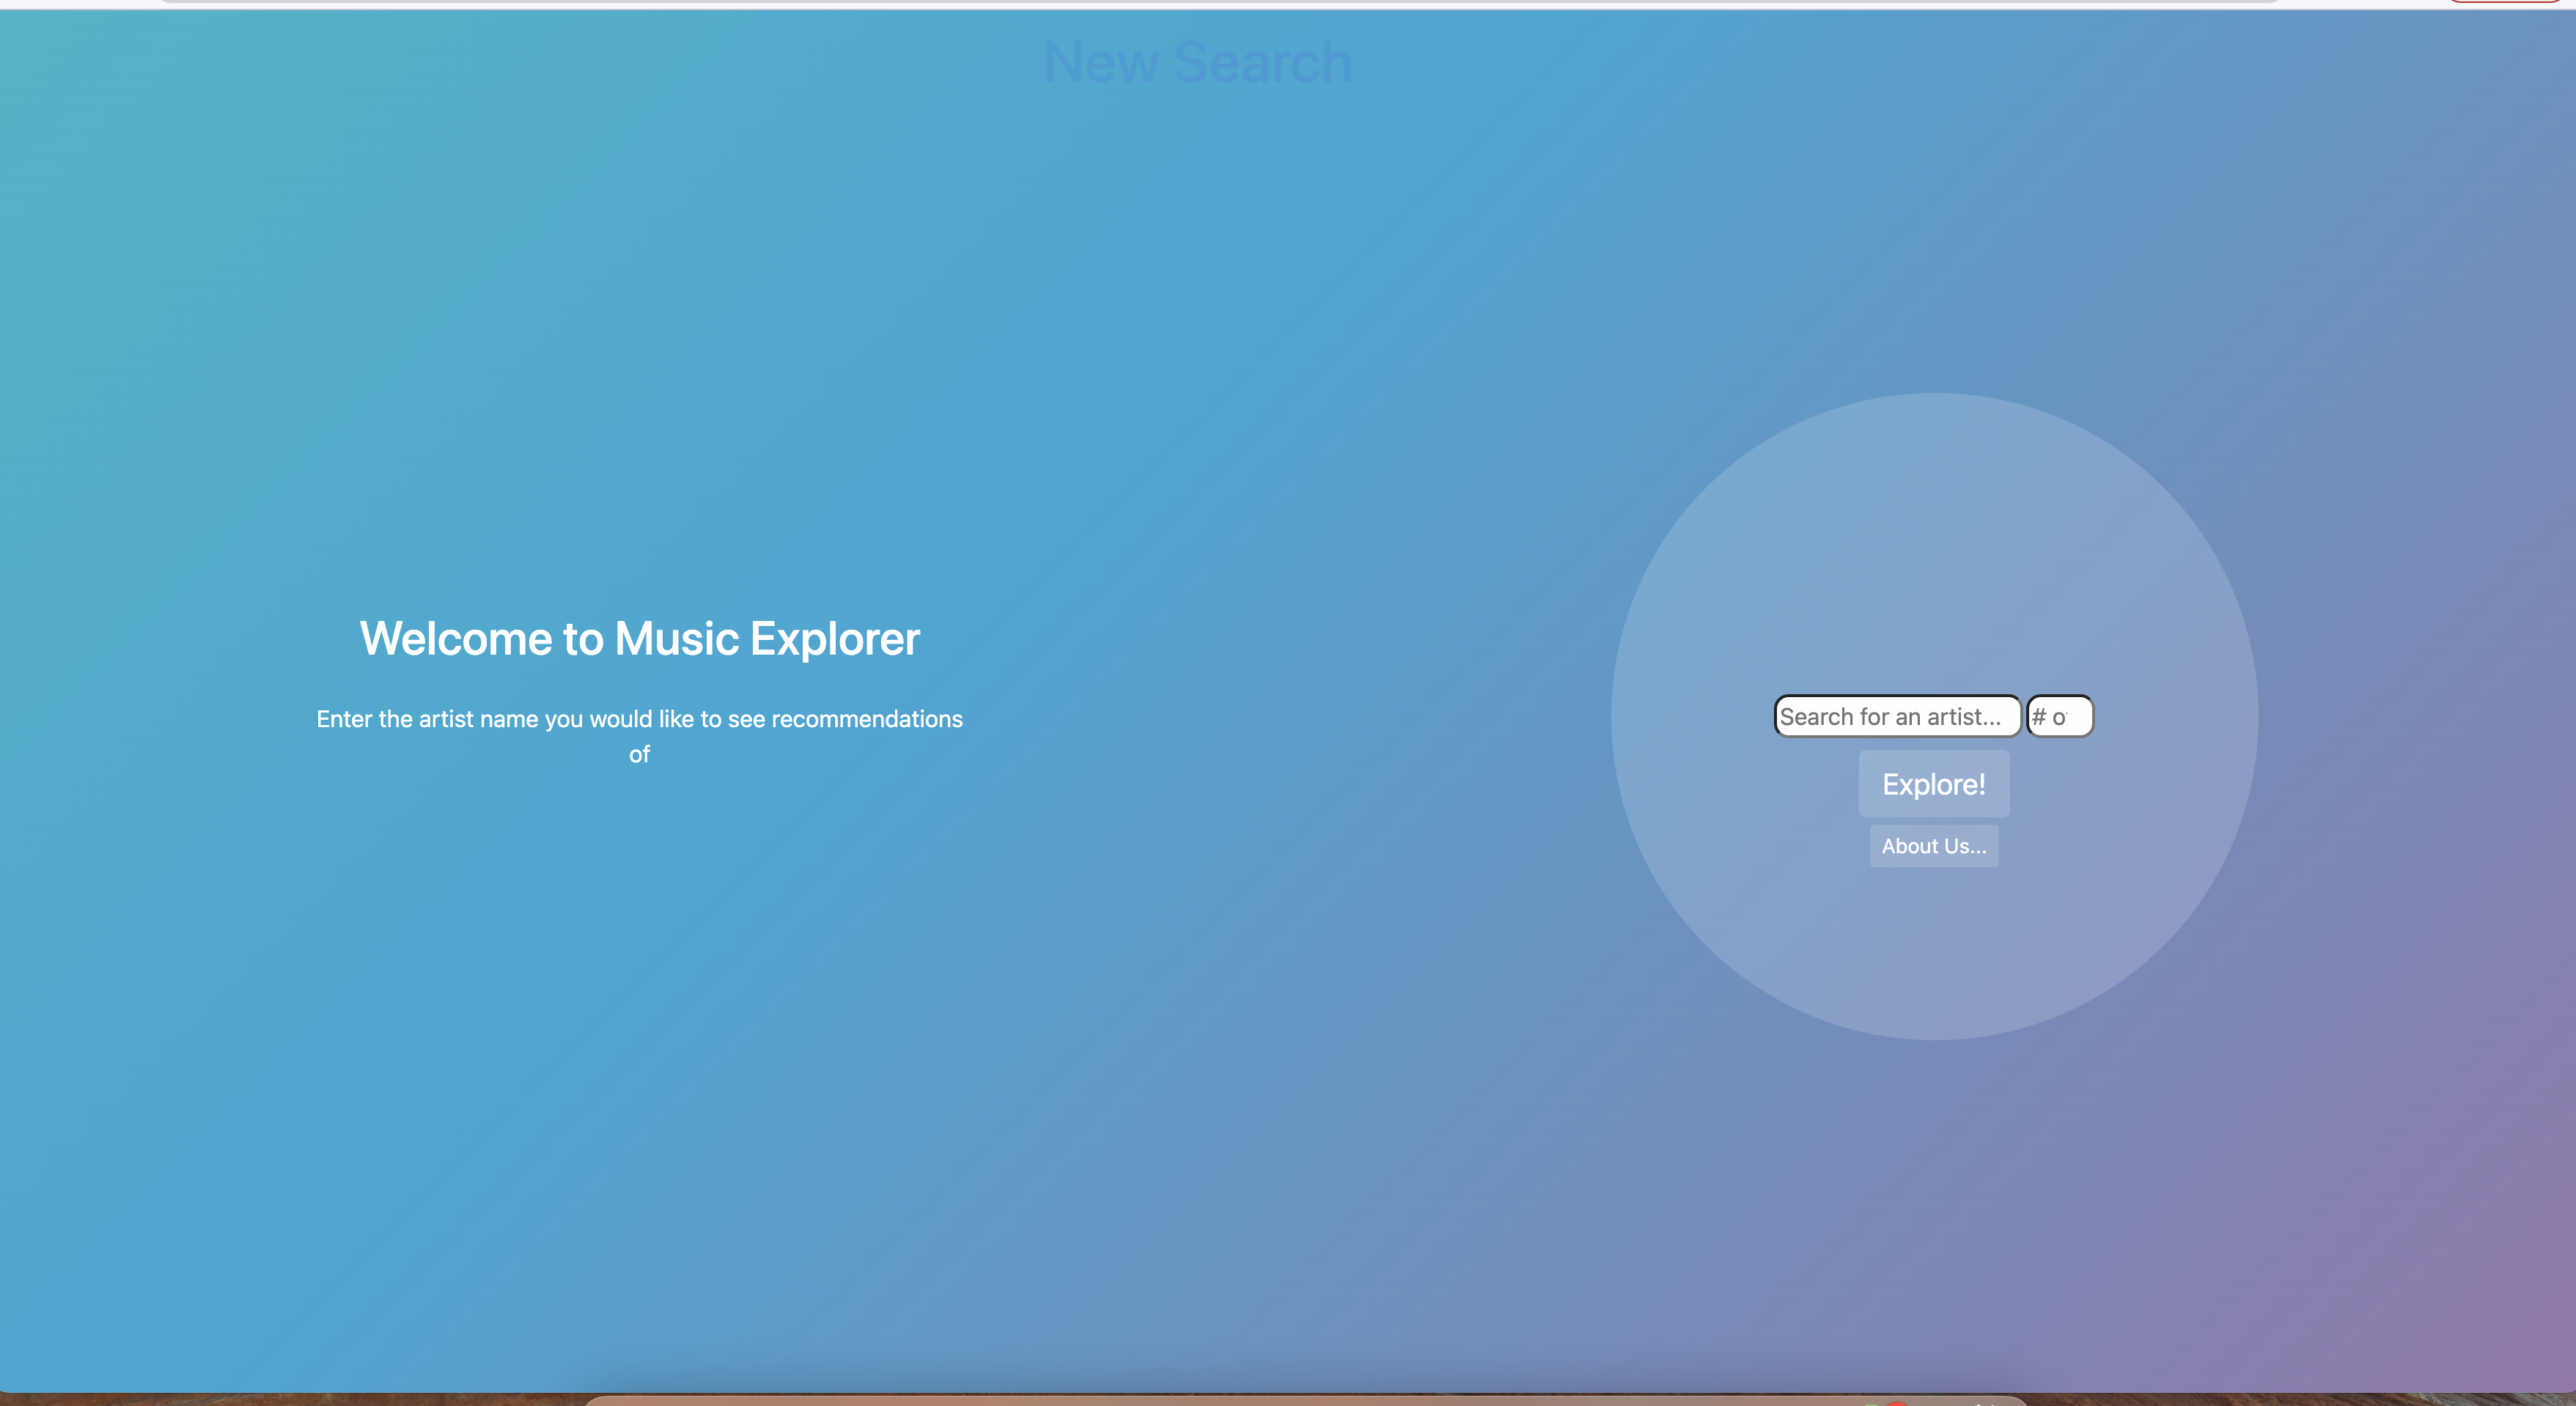 New Search
Welcome to Music Explorer
Enter the artist name you would like to see recommendations
of
Search for an artist...
# o
Explore!
About Us...